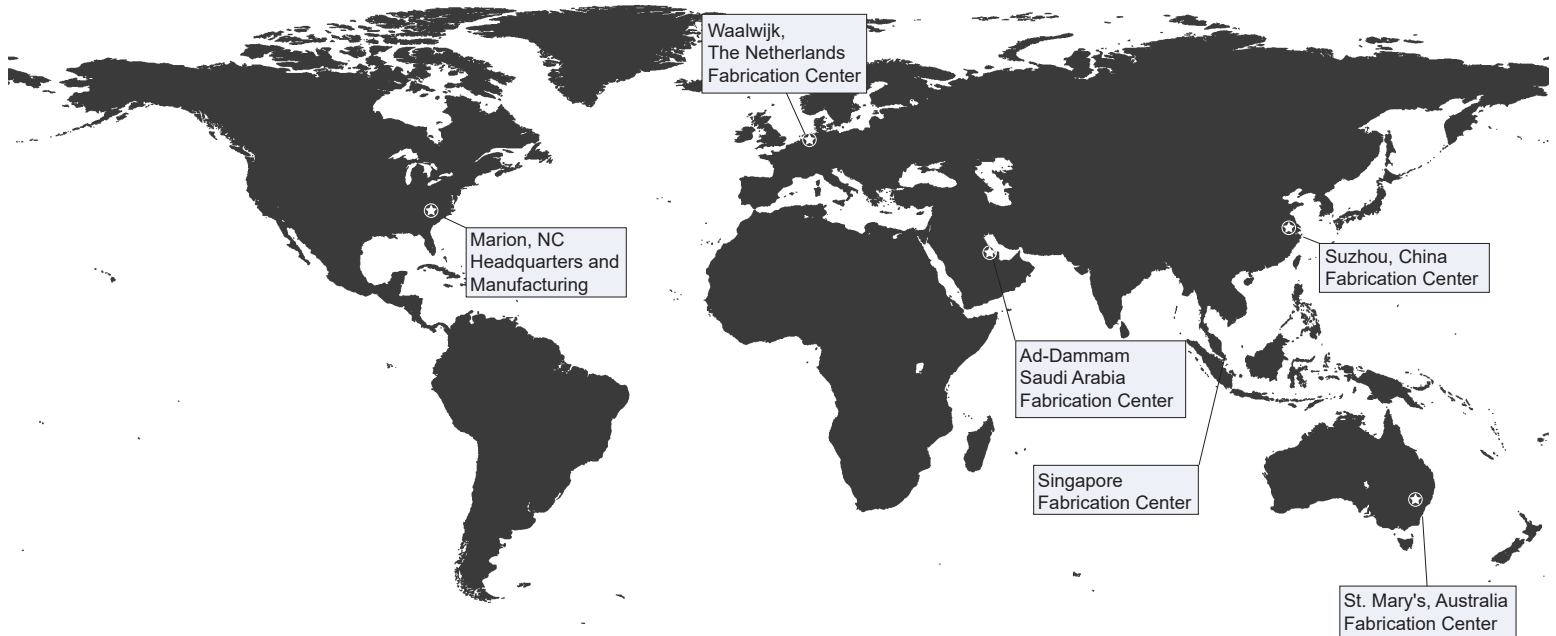 Waalwijk,
The Netherlands
Fabrication Center
Marion, NC
Headquarters and
Manufacturing
Suzhou, China
Fabrication Center
Ad-Dammam
Saudi Arabia
Fabrication Center
Singapore
Fabrication Center
St. Mary's, Australia
Fabrication Center